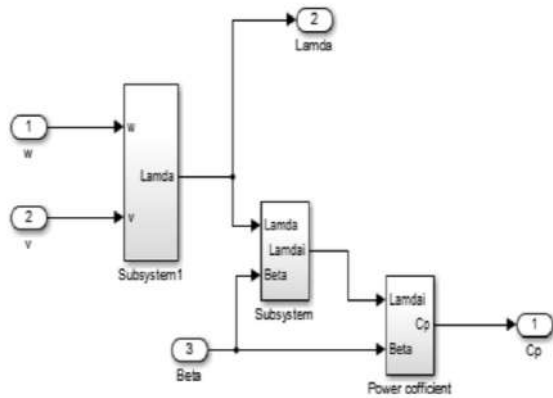 2
Lamda
1
w
w
Lamda
2
v
v
Subsystem1
Lamda
Lamdai
Beta
Subsystem
3
Beta
Lamdai
Cp
Beta
Power cofficient
1
Cp